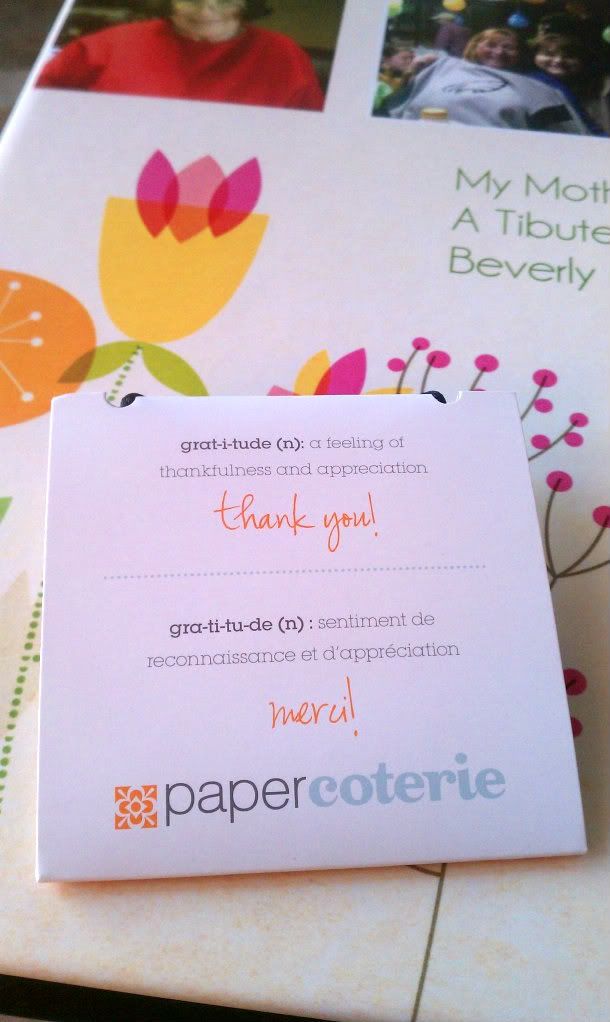 My Moth
A Tibute
Beverly
grat-i-tude (n): a feeling of
thankfulness and appreciation
thank you!
gra-ti-tu-de (n) : sentiment de
reconnaissance et d'appréciation
merci!
papercoterie